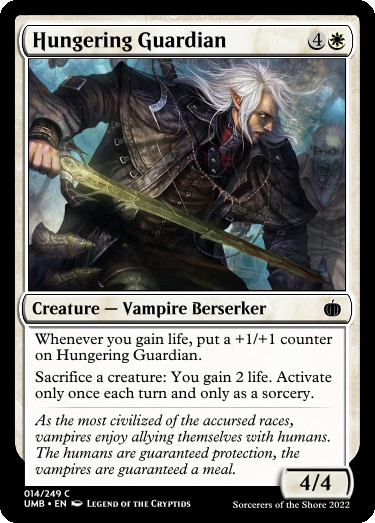 Hungering Guardian 4
Creature — Vampire Berserker
Whenever you gain life, put a +1/+1 counter
on Hungering Guardian.
Sacrifice a creature: You gain 2 life. Activate
only once each turn and only as a sorcery.
As the most civilized of the accursed races,
vampires enjoy allying themselves with humans.
The humans are guaranteed protection, the
vampires are guaranteed a meal.
4/4
014/249 C
UMB • EN Legend of the Cryptids
Sorcerers of the Shore 2022